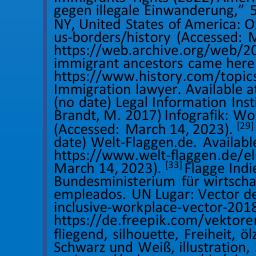 gegen illegale Einwanderung,” 5
NY, United States of America: O
us-borders/history (Accessed: M
https://web.archive.org/web/20
immigrant ancestors came here
https://www.history.com/topics
Immigration lawyer. Available at
(no date) Legal Information Insti
Brandt, M. 2017) Infografik: Wo
(Accessed: March 14, 2023). [29]
date) Welt-Flaggen.de. Available
https://www.welt-flaggen.de/el
March 14, 2023). [33] Flagge Indie
Bundesministerium für wirtscha
empleados. UN Lugar: Vector de
inclusive-workplace-vector-2018
https://de.freepik.com/vektoren
fliegend, silhouette, Freiheit, ölz
Schwarz und Weiß, illustration,